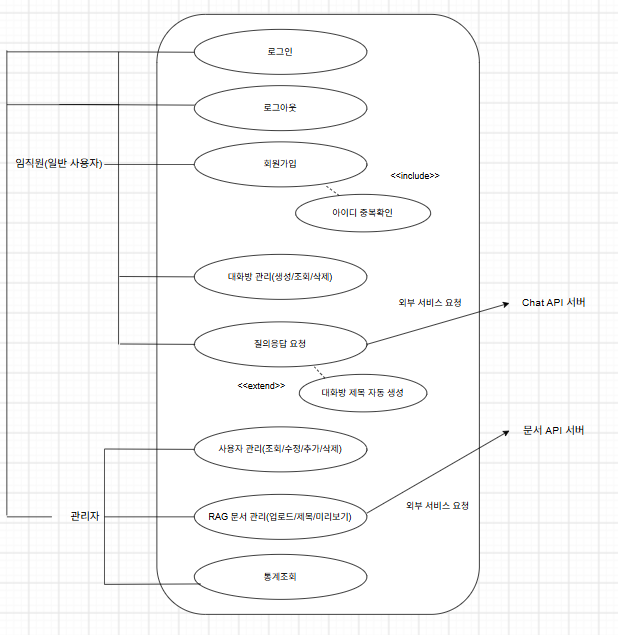 로그인
로그아웃
임직원(일반 사용자)
회원가입
<<include>>
아이디 중복확인
대화방 관리(생성/조회/삭제)
외부 서비스 요청
Chat API 서버
질의응답 요청
<<extend>>
대화방 제목 자동 생성
문서 API 서버
사용자 관리(조회/수정/추가/삭제)
외부 서비스 요청
관리자
RAG 문서 관리(업로드/제목/미리보기)
통계조회